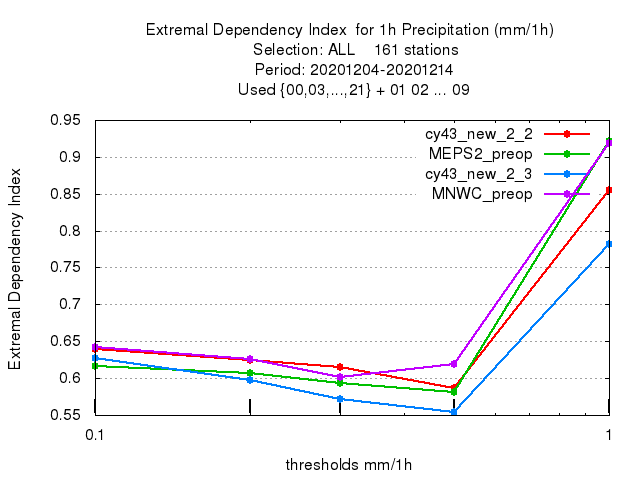 Extremal Dependency Index  for 1h Precipitation (mm/1h)
Selection: ALL    161 stations
Period: 20201204-20201214
Used {00,03,...,21} + 01 02 ... 09
Extremal Dependency Index
0.95
0.9
0.85
0.8
0.75
0.7
0.65
0.6
0.55
cy43_new_2_2
MEPS2_preop
cy43_new_2_3
MNWC_preop
0.1 1
thresholds mm/1h